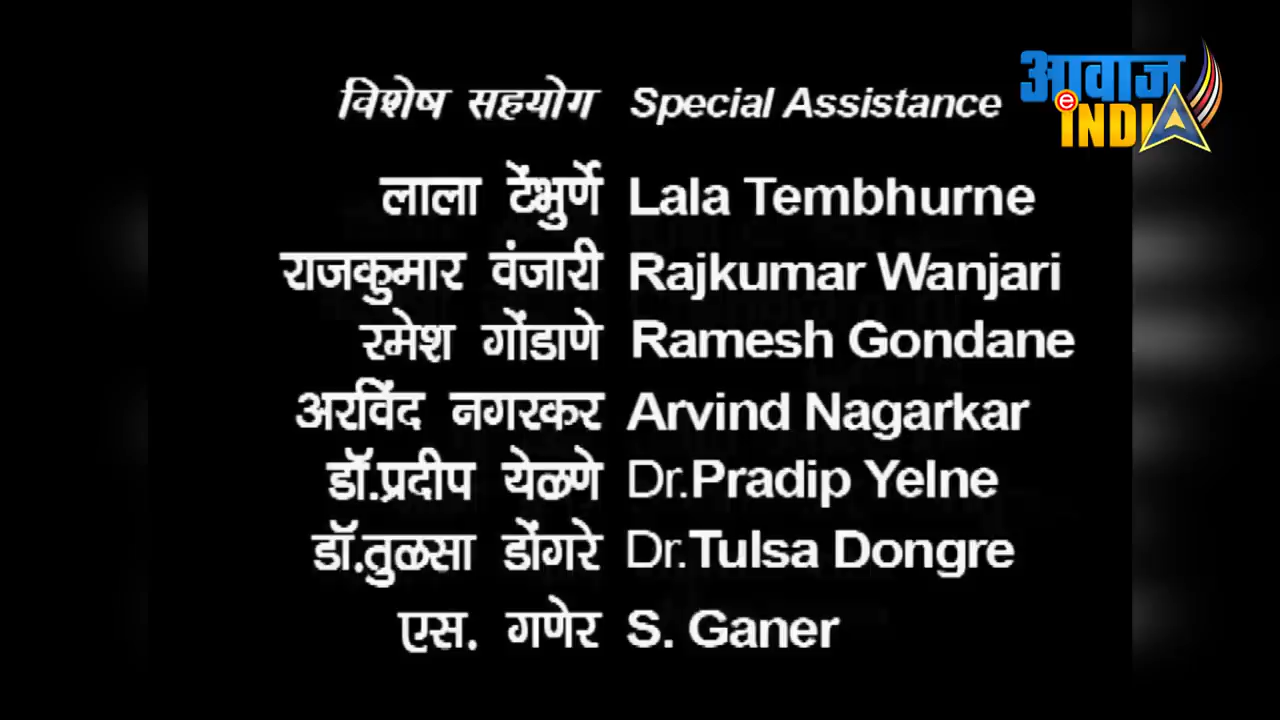 विशेष सहयोग Special Assistance
आवाज
e
INDIA
लाला टेंभुर्णे Lala Tembhurne
राजकुमार वंजारी Rajkumar Wanjari
रमेश गोंडाणे Ramesh Gondane
अरविंद नगरकर Arvind Nagarkar
डॉ.प्रदीप येळणे Dr.Pradip Yelne
डॉ.तुळसा डोंगरे Dr.Tulsa Dongre
एस. गणेर S. Ganer